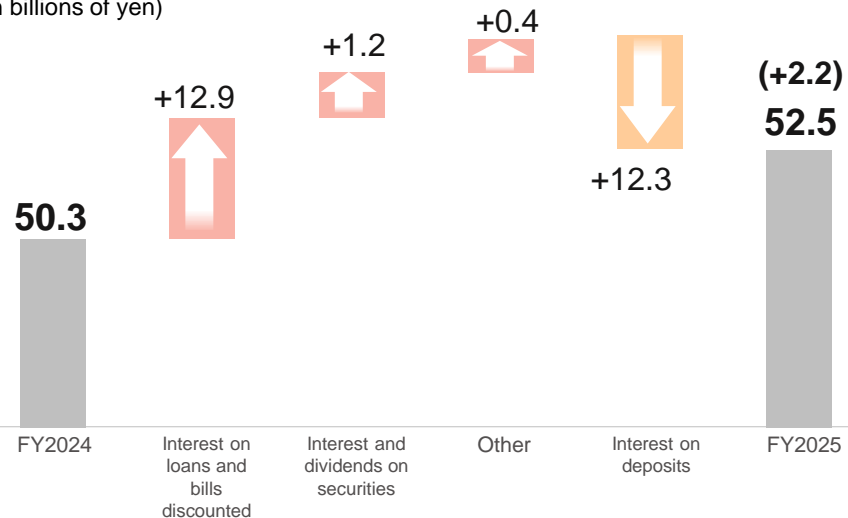 billions of yen)
+0.4
+1.2
(+2.2)
+12.9
52.5
+12.3
50.3
FY2024
Interest on
loans and
bills
discounted
Interest and
dividends on
securities
Other
Interest on
deposits
FY2025